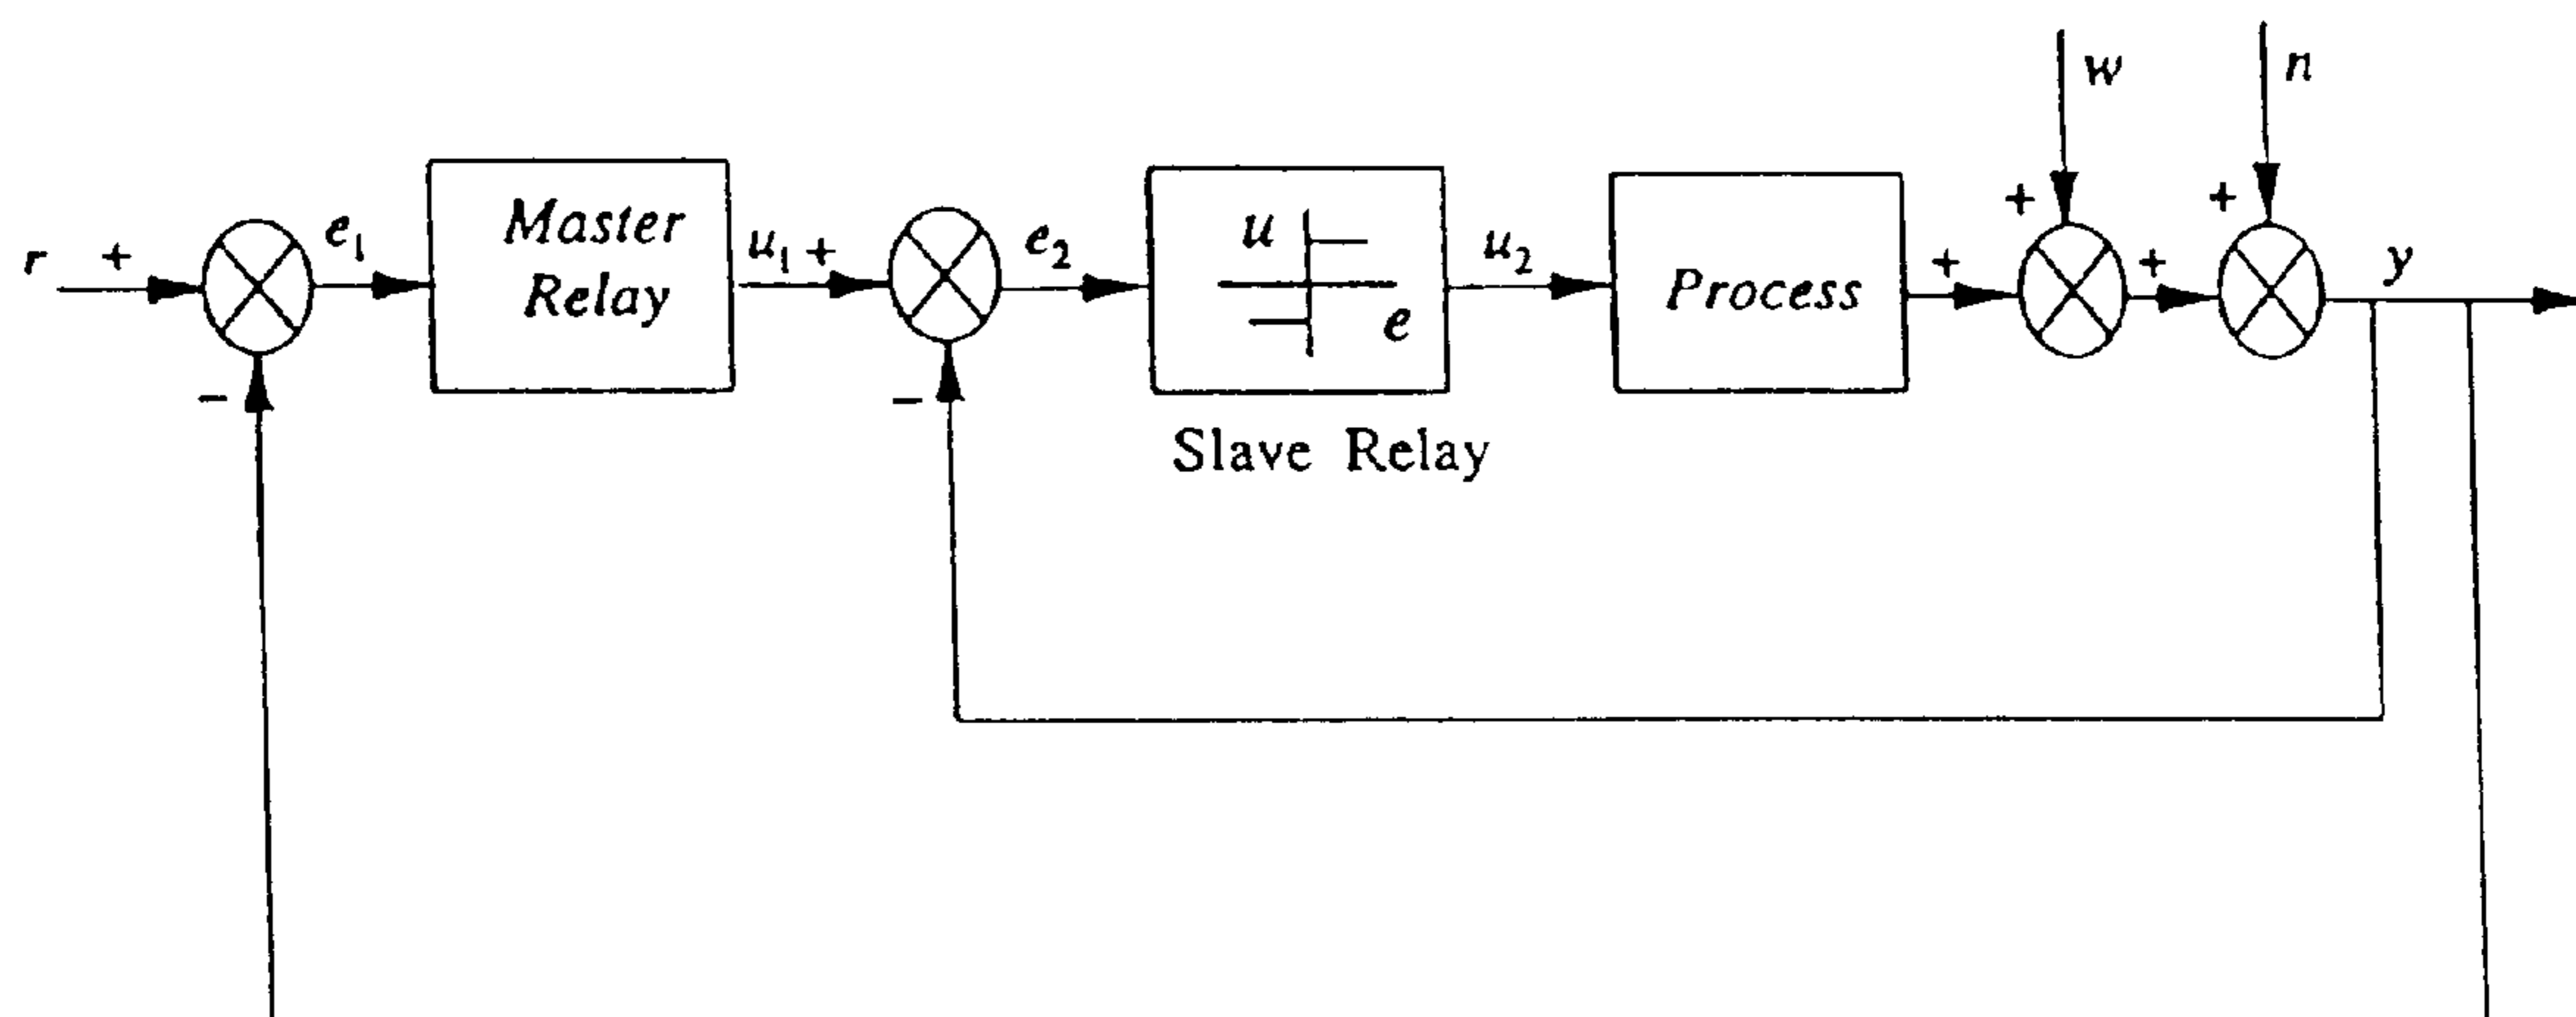 w
n
r
+
e₁
Master
Relay
u₁
+
e₂
u
e
u₂
Process
+
+
+
+
y
−
−
Slave Relay